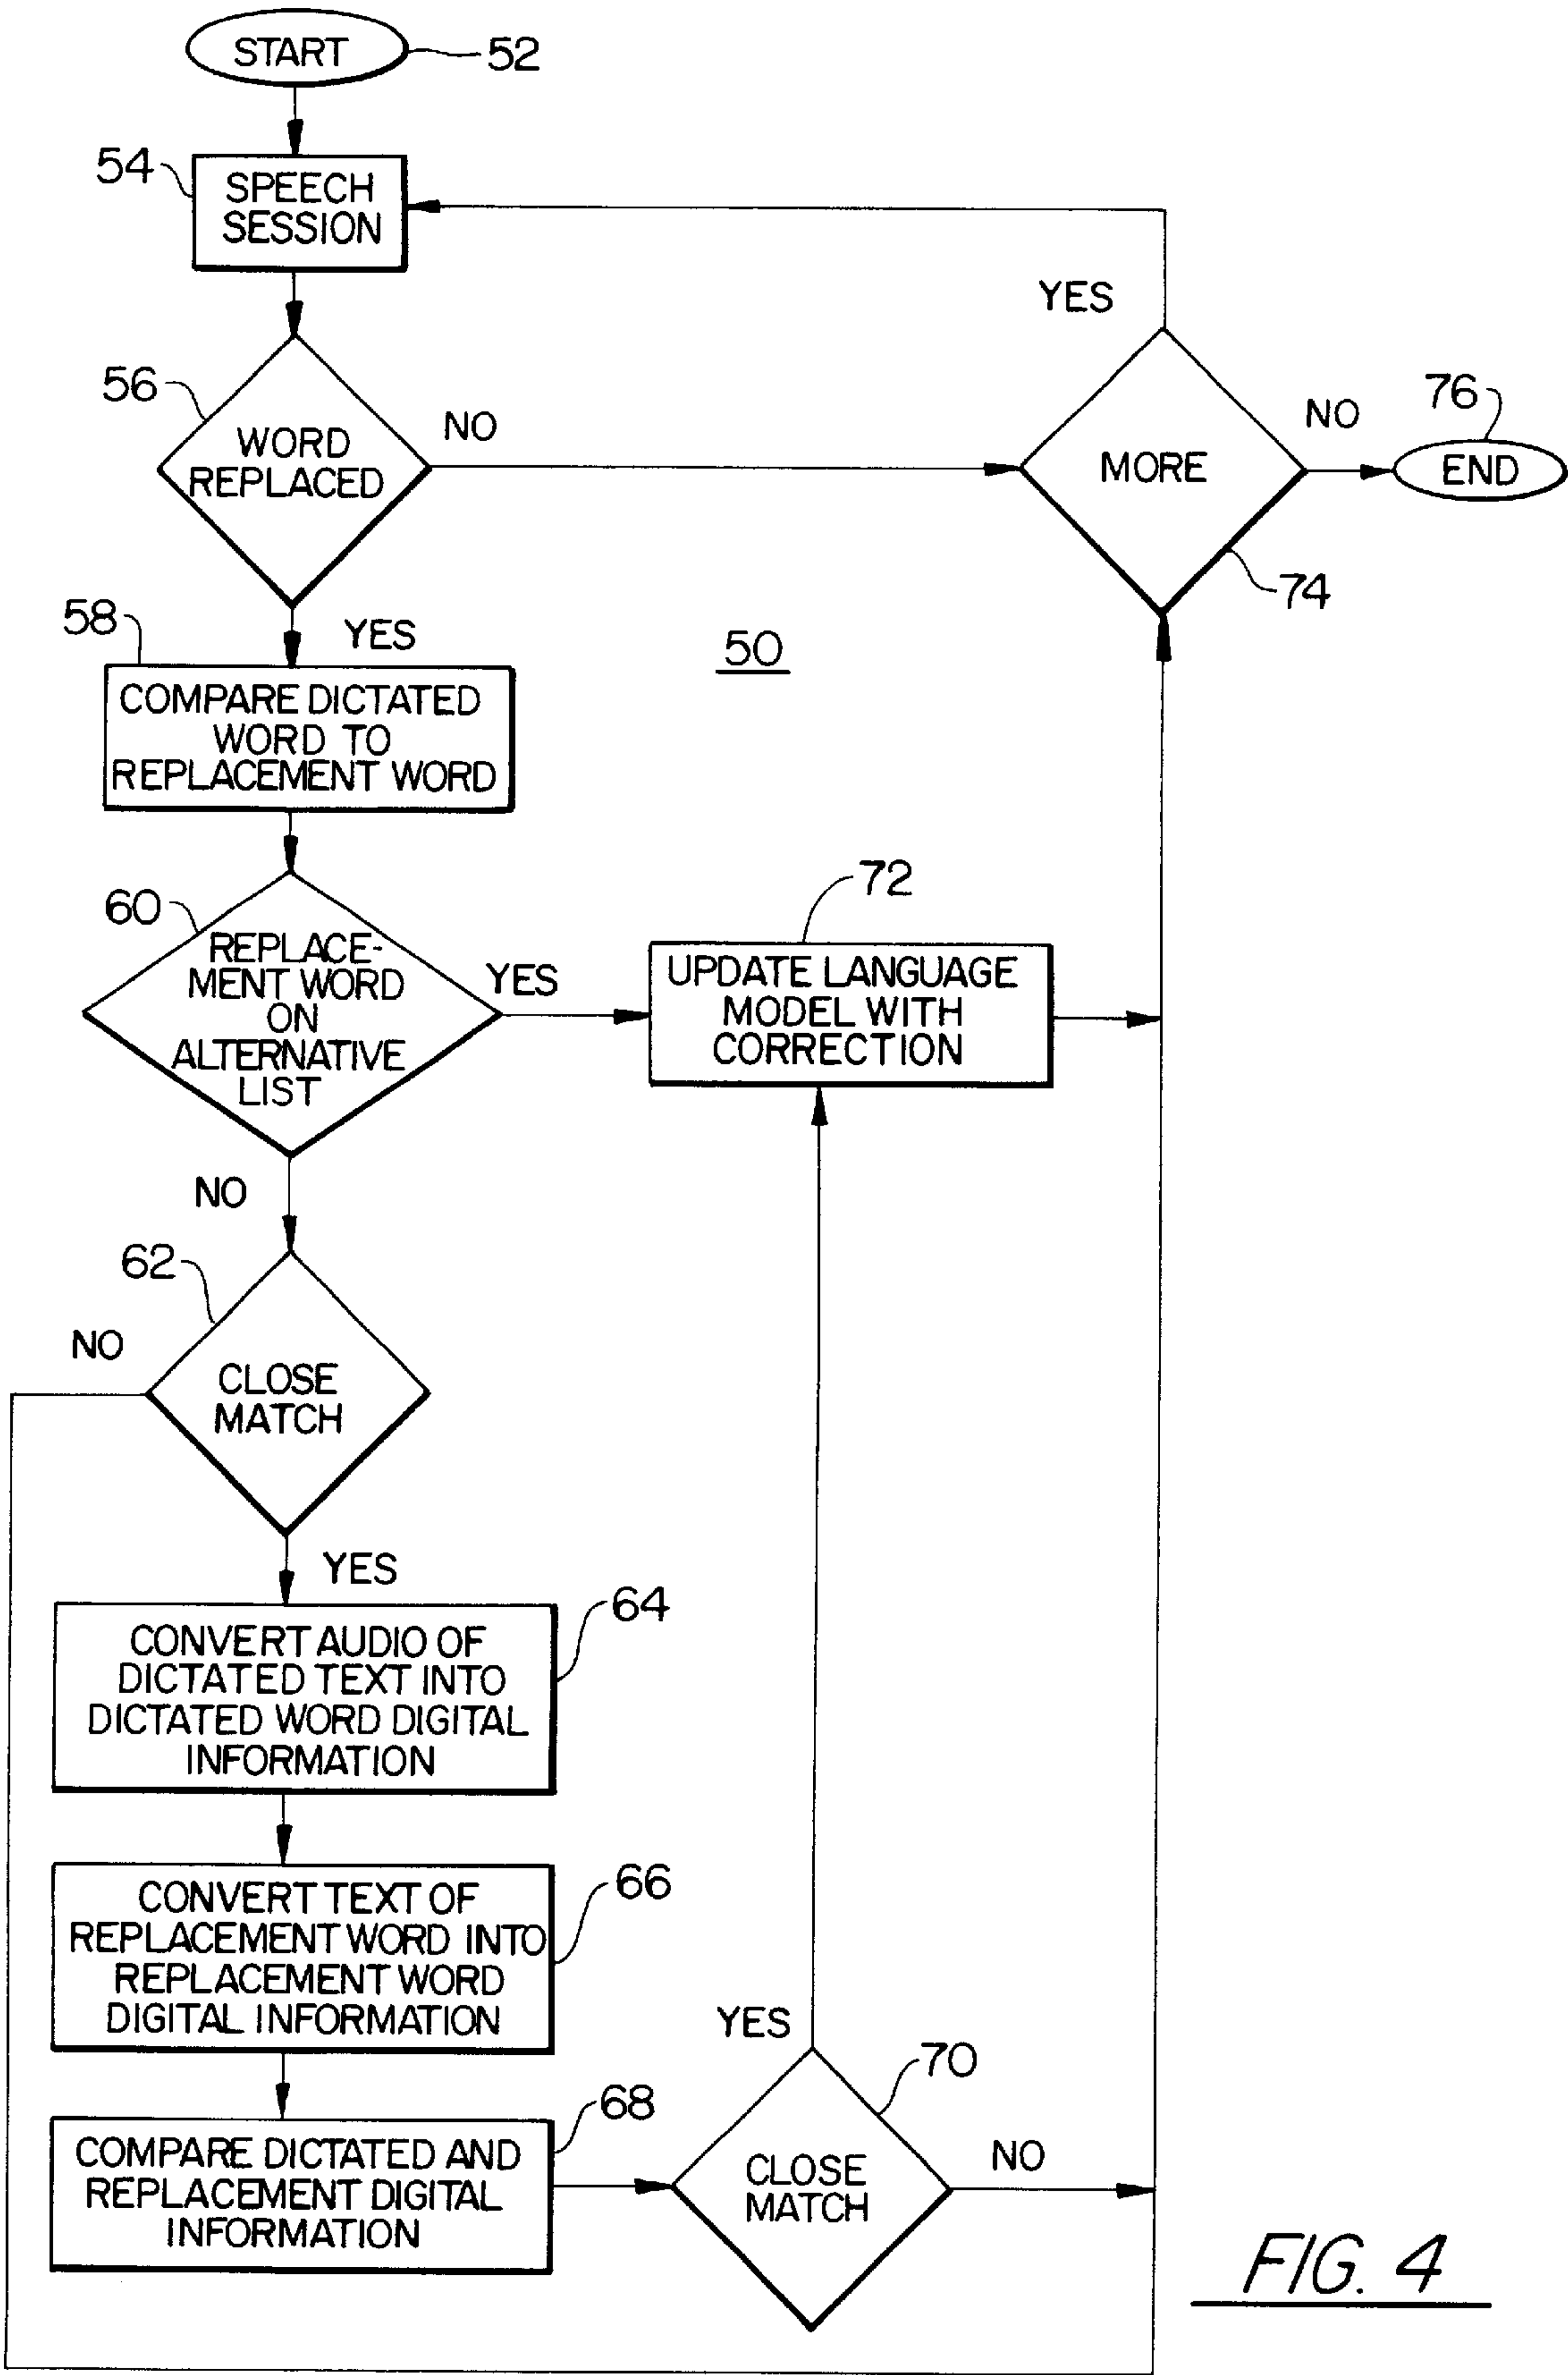 START
52
54
SPEECH
SESSION
YES
56
WORD
REPLACED
NO
MORE
NO
76
END
74
58
YES
50
COMPARE DICTATED
WORD TO
REPLACEMENT WORD
60
REPLACE-
MENT WORD
ON
ALTERNATIVE
LIST
YES
72
UPDATE LANGUAGE
MODEL WITH
CORRECTION
NO
62
NO
CLOSE
MATCH
YES
64
CONVERT AUDIO OF
DICTATED TEXT INTO
DICTATED WORD DIGITAL
INFORMATION
66
CONVERT TEXT OF
REPLACEMENT WORD INTO
REPLACEMENT WORD
DIGITAL INFORMATION
68
COMPARE DICTATED AND
REPLACEMENT DIGITAL
INFORMATION
YES
70
CLOSE
MATCH
NO
FIG. 4